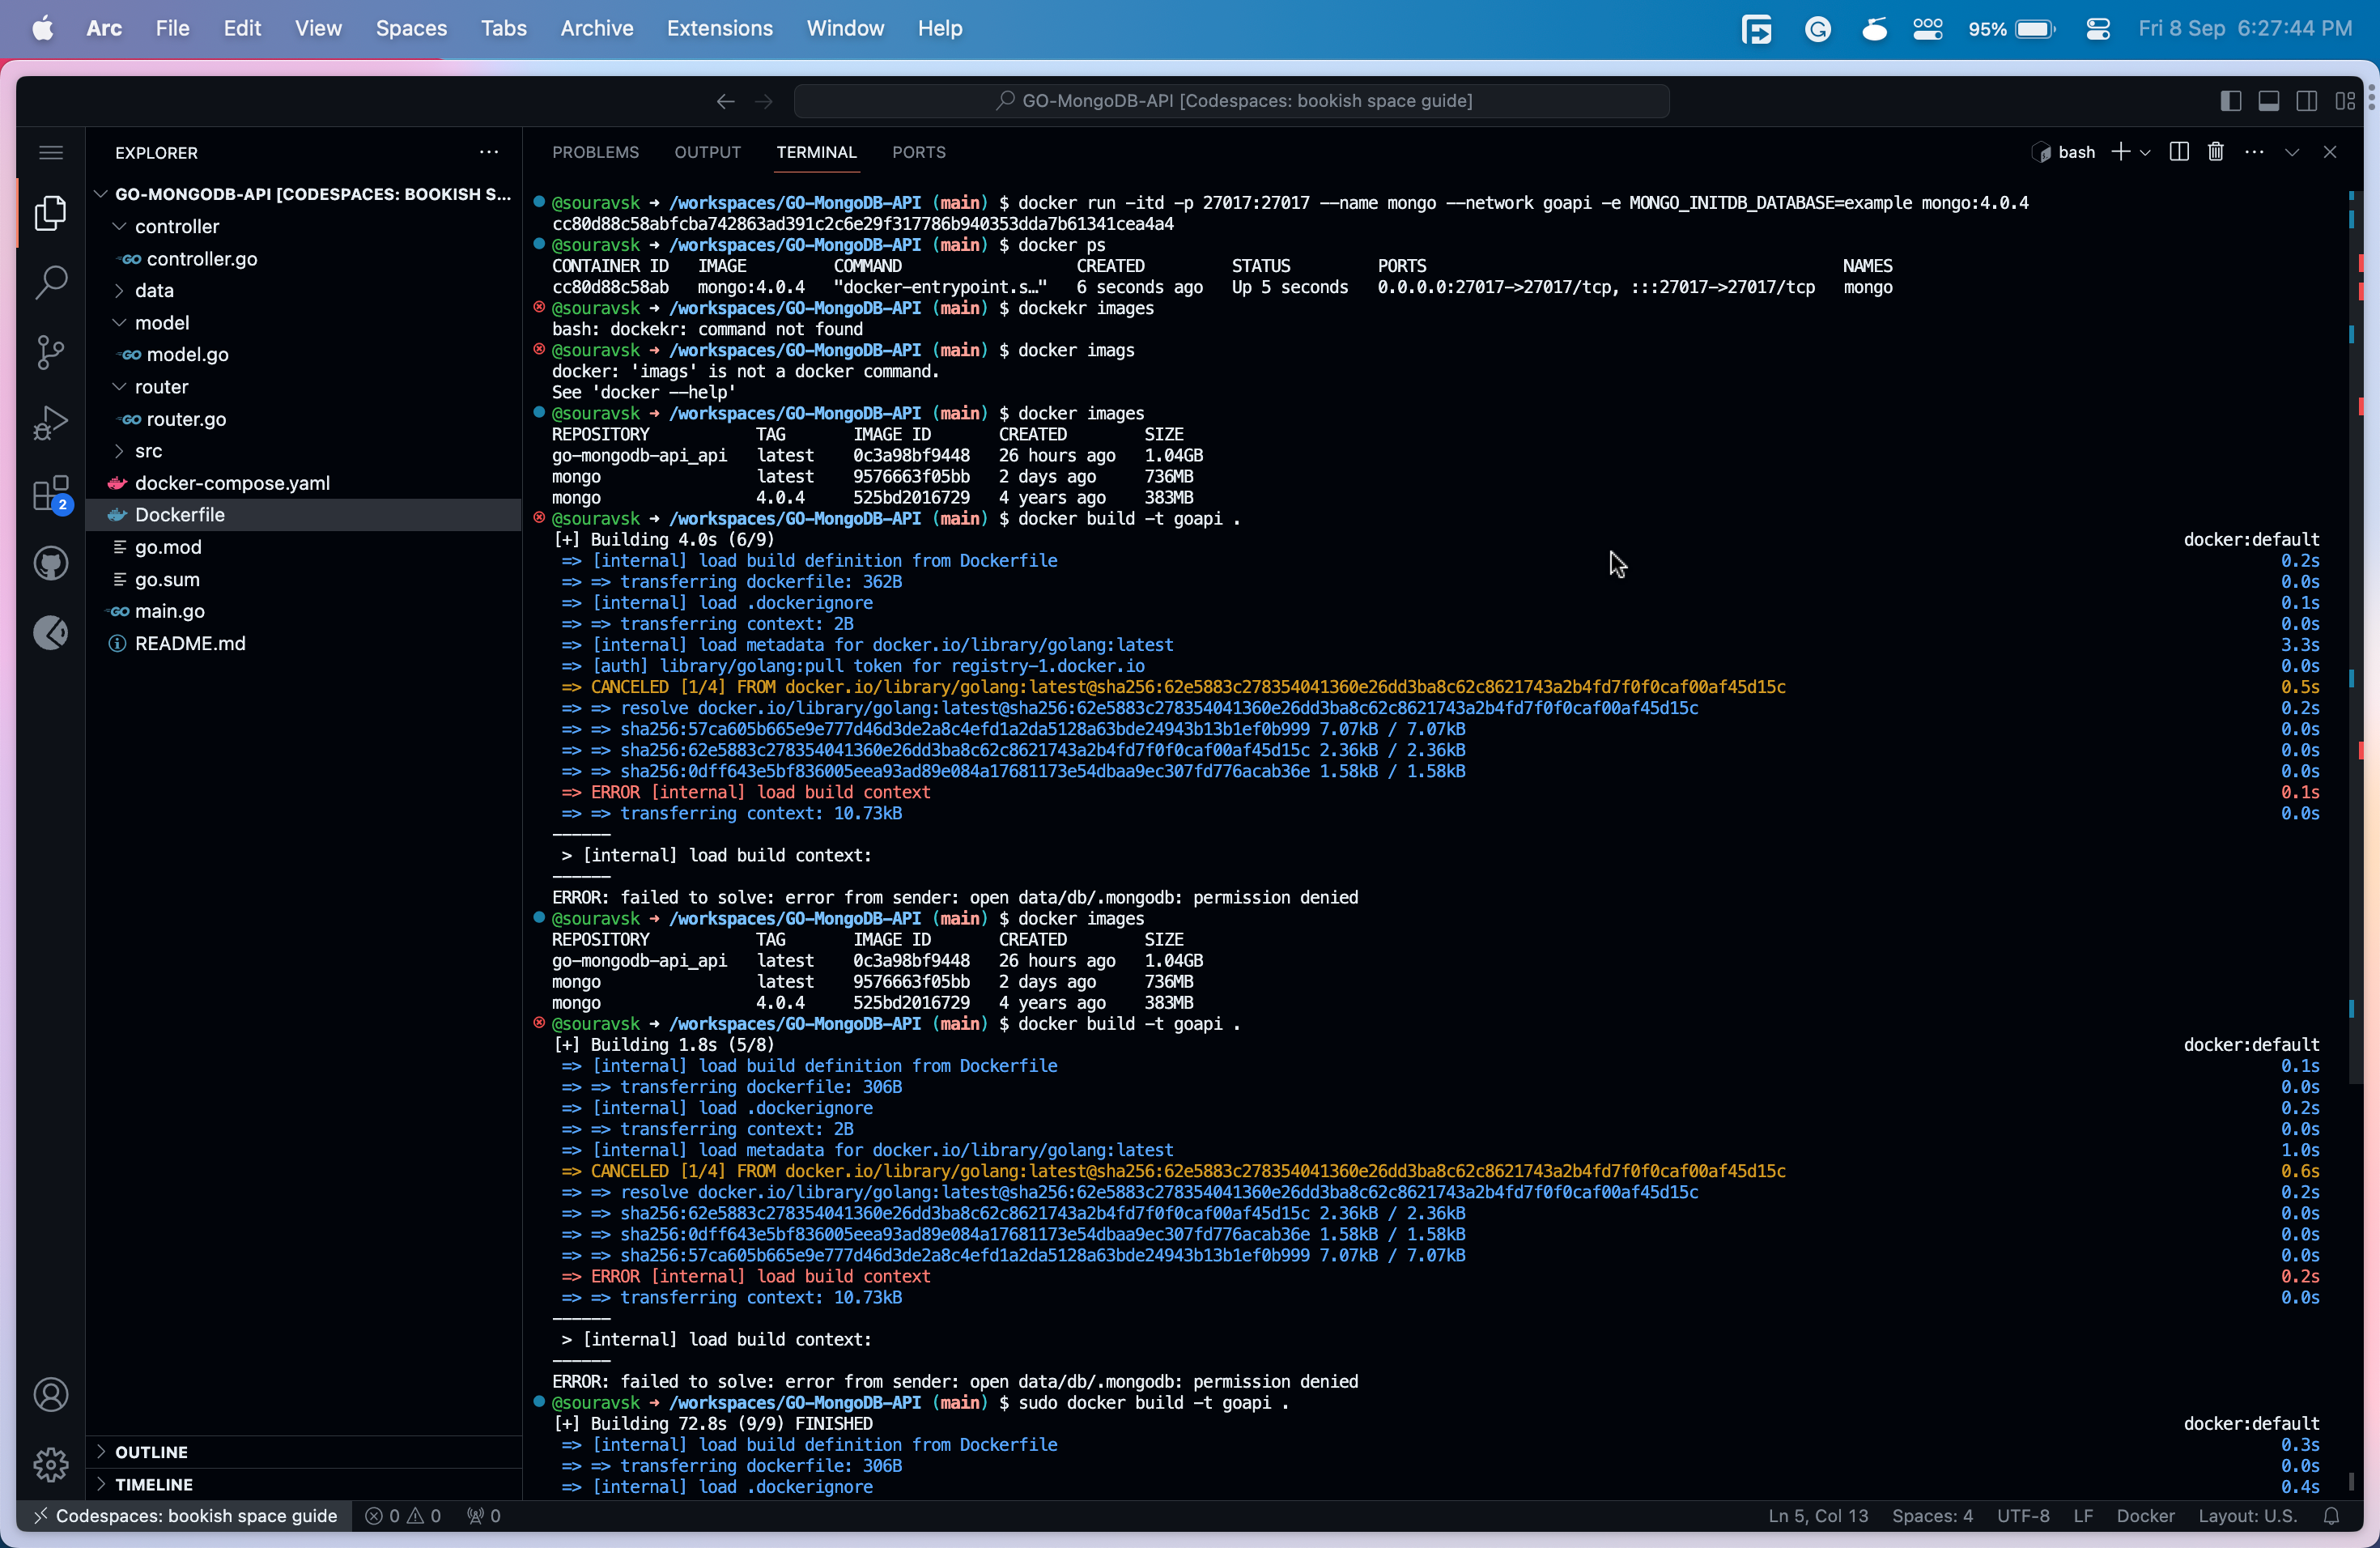 Arc File Edit View Spaces Tabs Archive Extensions Window Help 95% Fri 8 Sep 6:27:44 PM
GO-MongoDB-API [Codespaces: bookish space guide]
EXPLORER
GO-MONGODB-API [CODESPACES: BOOKISH S...
controller
controller.go
data
model
model.go
router
router.go
src
docker-compose.yaml
Dockerfile
go.mod
go.sum
main.go
README.md
2
OUTLINE
TIMELINE
PROBLEMS OUTPUT TERMINAL PORTS bash
@souravsk → /workspaces/GO-MongoDB-API (main) $ docker run -itd -p 27017:27017 --name mongo --network goapi -e MONGO_INITDB_DATABASE=example mongo:4.0.4
cc80d88c58abfcba742863ad391c2c6e29f317786b940353dda7b61341cea4a4
@souravsk → /workspaces/GO-MongoDB-API (main) $ docker ps
CONTAINER ID IMAGE COMMAND CREATED STATUS PORTS NAMES
cc80d88c58ab mongo:4.0.4 "docker-entrypoint.s…" 6 seconds ago Up 5 seconds 0.0.0.0:27017->27017/tcp, :::27017->27017/tcp mongo
@souravsk → /workspaces/GO-MongoDB-API (main) $ dockekr images
bash: dockekr: command not found
@souravsk → /workspaces/GO-MongoDB-API (main) $ docker imags
docker: 'imags' is not a docker command.
See 'docker --help'
@souravsk → /workspaces/GO-MongoDB-API (main) $ docker images
REPOSITORY TAG IMAGE ID CREATED SIZE
go-mongodb-api_api latest 0c3a98bf9448 26 hours ago 1.04GB
mongo latest 9576663f05bb 2 days ago 736MB
mongo 4.0.4 525bd2016729 4 years ago 383MB
@souravsk → /workspaces/GO-MongoDB-API (main) $ docker build -t goapi .
[+] Building 4.0s (6/9) docker:default
=> [internal] load build definition from Dockerfile 0.2s
=> => transferring dockerfile: 362B 0.0s
=> [internal] load .dockerignore 0.1s
=> => transferring context: 2B 0.0s
=> [internal] load metadata for docker.io/library/golang:latest 3.3s
=> [auth] library/golang:pull token for registry-1.docker.io 0.0s
=> CANCELED [1/4] FROM docker.io/library/golang:latest@sha256:62e5883c278354041360e26dd3ba8c62c8621743a2b4fd7f0f0caf00af45d15c 0.5s
=> => resolve docker.io/library/golang:latest@sha256:62e5883c278354041360e26dd3ba8c62c8621743a2b4fd7f0f0caf00af45d15c 0.2s
=> => sha256:57ca605b665e9e777d46d3de2a8c4efd1a2da5128a63bde24943b13b1ef0b999 7.07kB / 7.07kB 0.0s
=> => sha256:62e5883c278354041360e26dd3ba8c62c8621743a2b4fd7f0f0caf00af45d15c 2.36kB / 2.36kB 0.0s
=> => sha256:0dff643e5bf836005eea93ad89e084a17681173e54dbaa9ec307fd776acab36e 1.58kB / 1.58kB 0.0s
=> ERROR [internal] load build context 0.1s
=> => transferring context: 10.73kB 0.0s
------
> [internal] load build context:
------
ERROR: failed to solve: error from sender: open data/db/.mongodb: permission denied
@souravsk → /workspaces/GO-MongoDB-API (main) $ docker images
REPOSITORY TAG IMAGE ID CREATED SIZE
go-mongodb-api_api latest 0c3a98bf9448 26 hours ago 1.04GB
mongo latest 9576663f05bb 2 days ago 736MB
mongo 4.0.4 525bd2016729 4 years ago 383MB
@souravsk → /workspaces/GO-MongoDB-API (main) $ docker build -t goapi .
[+] Building 1.8s (5/8) docker:default
=> [internal] load build definition from Dockerfile 0.1s
=> => transferring dockerfile: 306B 0.0s
=> [internal] load .dockerignore 0.2s
=> => transferring context: 2B 0.0s
=> [internal] load metadata for docker.io/library/golang:latest 1.0s
=> CANCELED [1/4] FROM docker.io/library/golang:latest@sha256:62e5883c278354041360e26dd3ba8c62c8621743a2b4fd7f0f0caf00af45d15c 0.6s
=> => resolve docker.io/library/golang:latest@sha256:62e5883c278354041360e26dd3ba8c62c8621743a2b4fd7f0f0caf00af45d15c 0.2s
=> => sha256:62e5883c278354041360e26dd3ba8c62c8621743a2b4fd7f0f0caf00af45d15c 2.36kB / 2.36kB 0.0s
=> => sha256:0dff643e5bf836005eea93ad89e084a17681173e54dbaa9ec307fd776acab36e 1.58kB / 1.58kB 0.0s
=> => sha256:57ca605b665e9e777d46d3de2a8c4efd1a2da5128a63bde24943b13b1ef0b999 7.07kB / 7.07kB 0.0s
=> ERROR [internal] load build context 0.2s
=> => transferring context: 10.73kB 0.0s
------
> [internal] load build context:
------
ERROR: failed to solve: error from sender: open data/db/.mongodb: permission denied
@souravsk → /workspaces/GO-MongoDB-API (main) $ sudo docker build -t goapi .
[+] Building 72.8s (9/9) FINISHED docker:default
=> [internal] load build definition from Dockerfile 0.3s
=> => transferring dockerfile: 306B 0.0s
=> [internal] load .dockerignore 0.4s
Codespaces: bookish space guide 0 0 0 Ln 5, Col 13 Spaces: 4 UTF-8 LF Docker Layout: U.S.